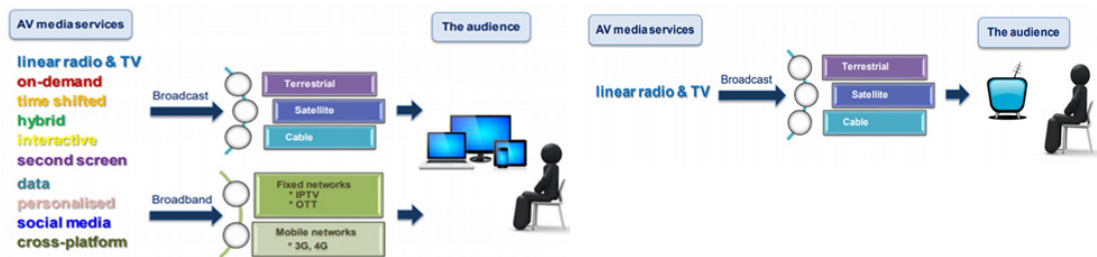 AV media services
The audience
linear radio & TV
on-demand
time shifted
hybrid
interactive
second screen
data
personalised
social media
cross-platform
Broadcast
Terrestrial
Satellite
Cable
Broadband
Fixed networks
* IPTV
* OTT
Mobile networks
* 3G, 4G
AV media services
The audience
linear radio & TV
Broadcast
Terrestrial
Satellite
Cable